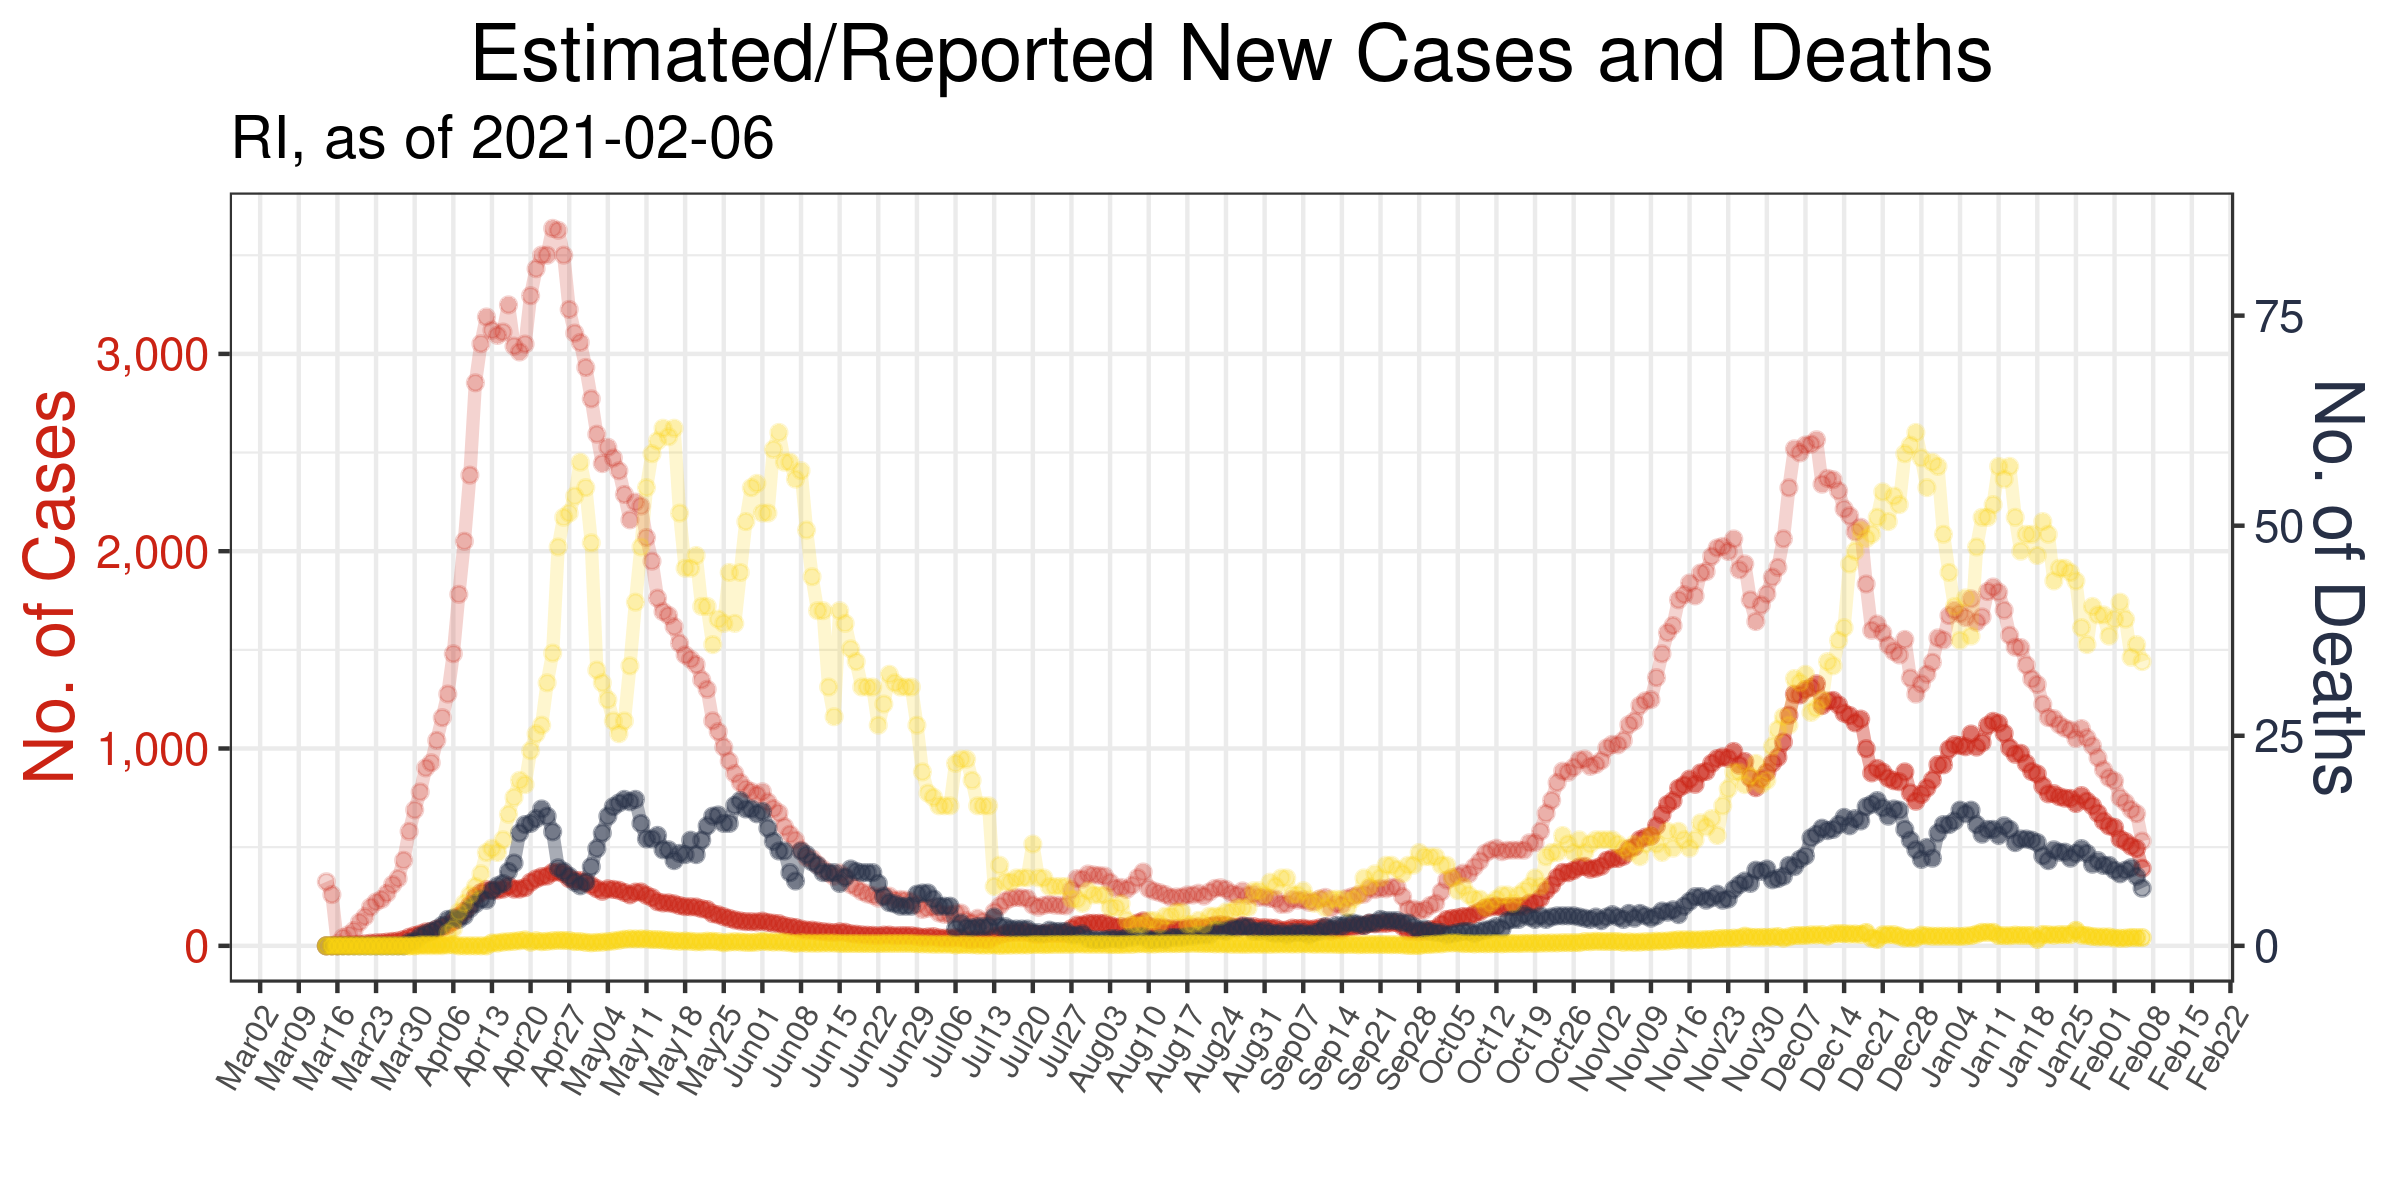 Estimated/Reported New Cases and Deaths
RI, as of 2021-02-06
No. of Cases
3,000
2,000
1,000
0
75
50
25
0
No. of Deaths
Mar02
Mar09
Mar16
Mar23
Mar30
Apr06
Apr13
Apr20
Apr27
May04
May11
May18
May25
Jun01
Jun08
Jun15
Jun22
Jun29
Jul06
Jul13
Jul20
Jul27
Aug03
Aug10
Aug17
Aug24
Aug31
Sep07
Sep14
Sep21
Sep28
Oct05
Oct12
Oct19
Oct26
Nov02
Nov09
Nov16
Nov23
Nov30
Dec07
Dec14
Dec21
Dec28
Jan04
Jan11
Jan18
Jan25
Feb01
Feb08
Feb15
Feb22